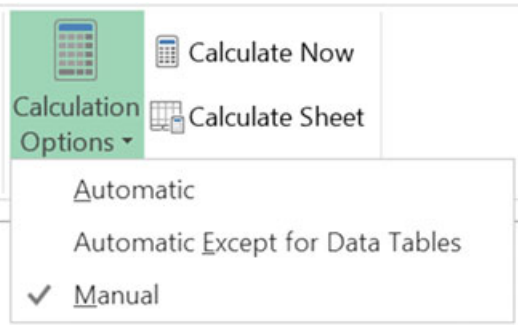 Calculation
Options
Calculate Now
Calculate Sheet
Automatic
Automatic Except for Data Tables
Manual